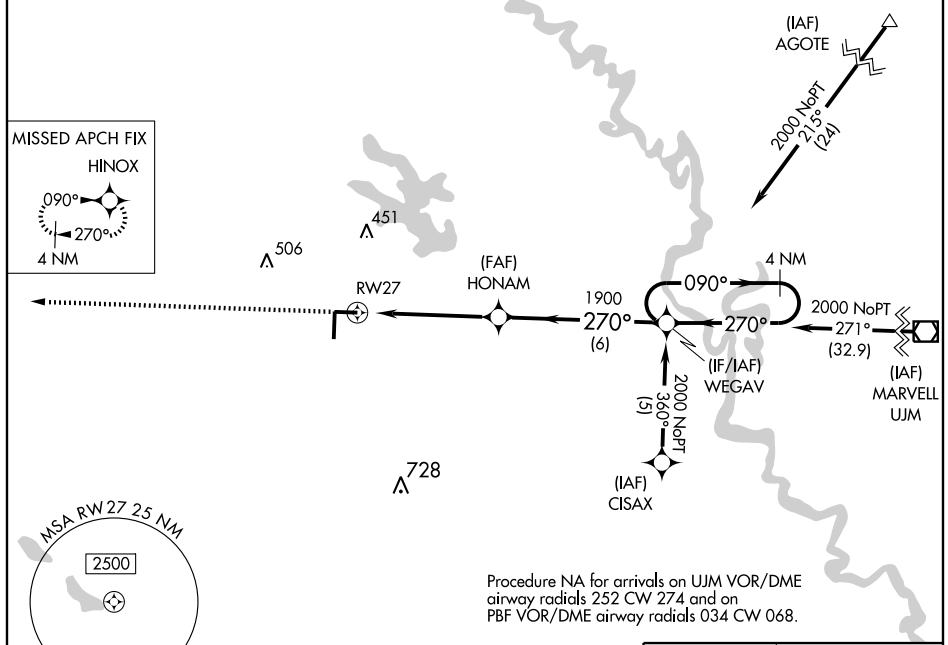 (IAF)
AGOTE
2000 NoPT
215°
(24)
MISSED APCH FIX
HINOX
090°
270°
4 NM
451
506
RW27
(FAF)
HONAM
1900
270°
(6)
4 NM
090°
270°
2000 NoPT
271°
(32.9)
(IF/IAF)
WEGAV
(IAF)
MARVELL
UJM
2000 NoPT
360°
(5)
(IAF)
CISAX
728
MSA RW27 25 NM
2500
Procedure NA for arrivals on UJM VOR/DME
airway radials 252 CW 274 and on
PBF VOR/DME airway radials 034 CW 068.